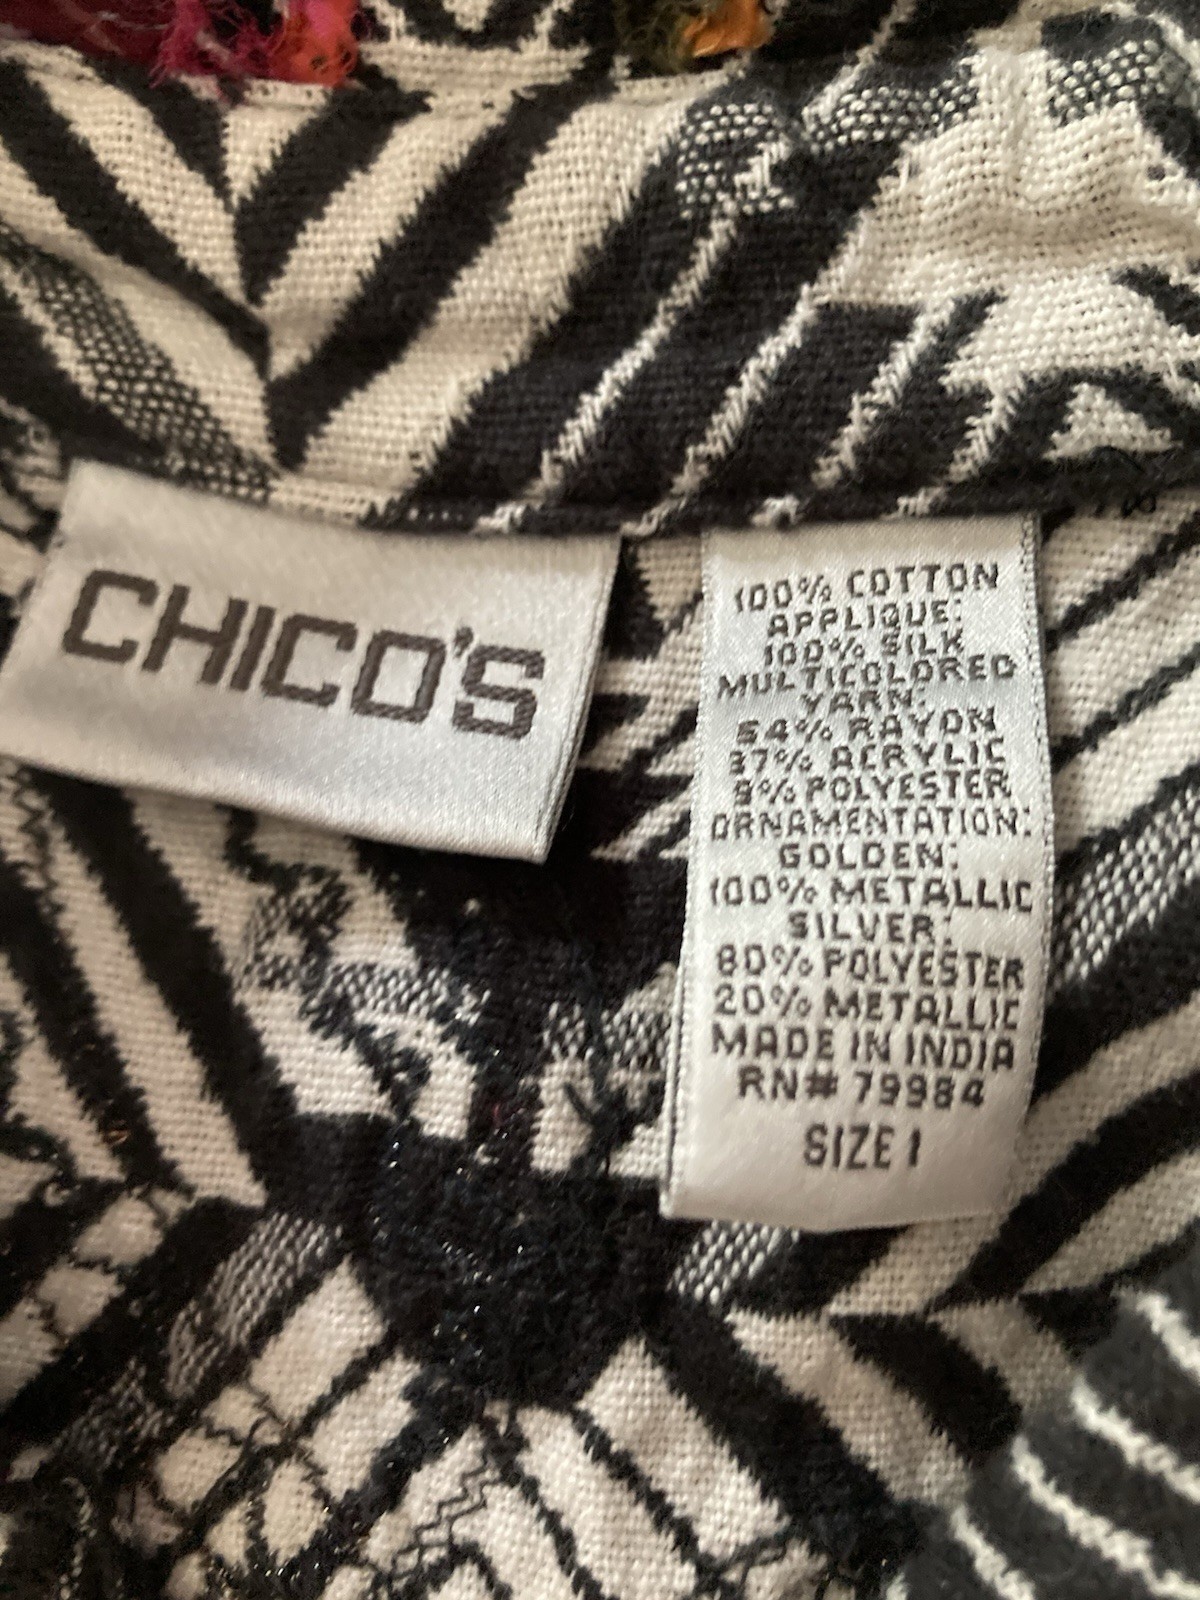 CHICO'S
100% COTTON
APPLIQUE:
100% SILK
MULTICOLORED
YARN:
54% RAYON
37% ACRYLIC
9% POLYESTER
ORNAMENTATION:
GOLDEN:
100% METALLIC
SILVER:
80% POLYESTER
20% METALLIC
MADE IN INDIA
RN# 79984
SIZE 1